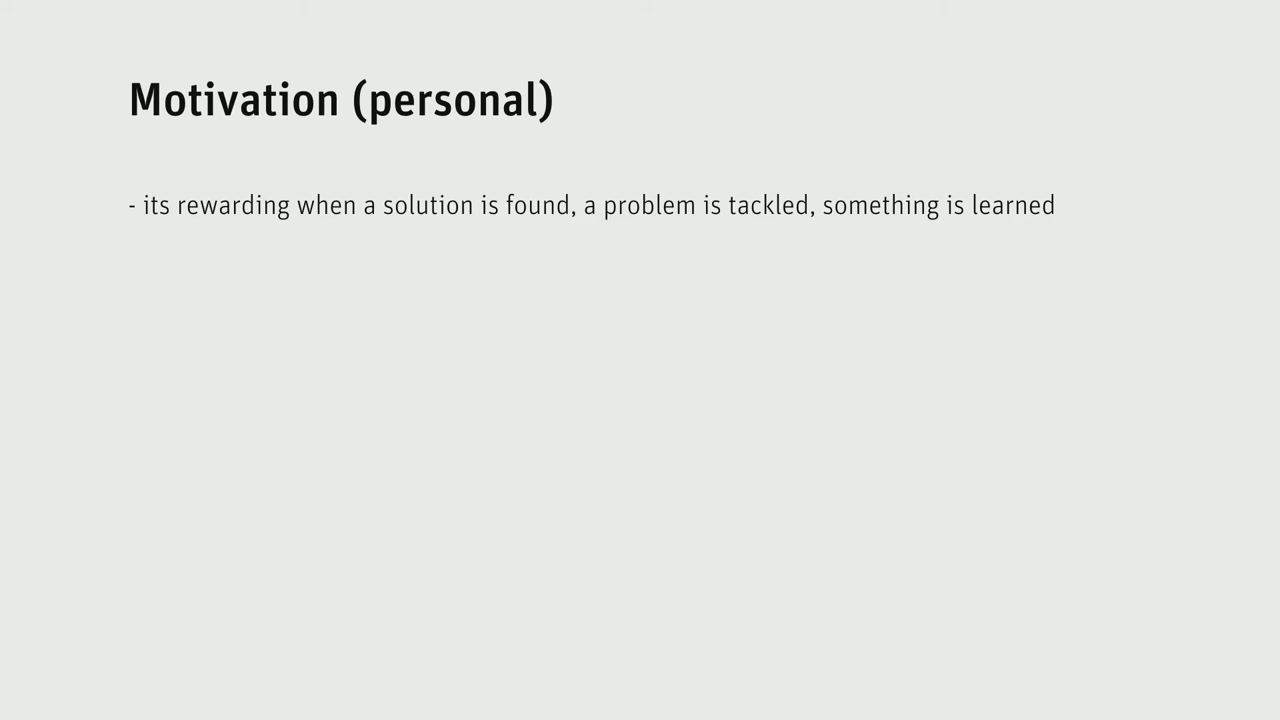 Motivation (personal)
- its rewarding when a solution is found, a problem is tackled, something is learned